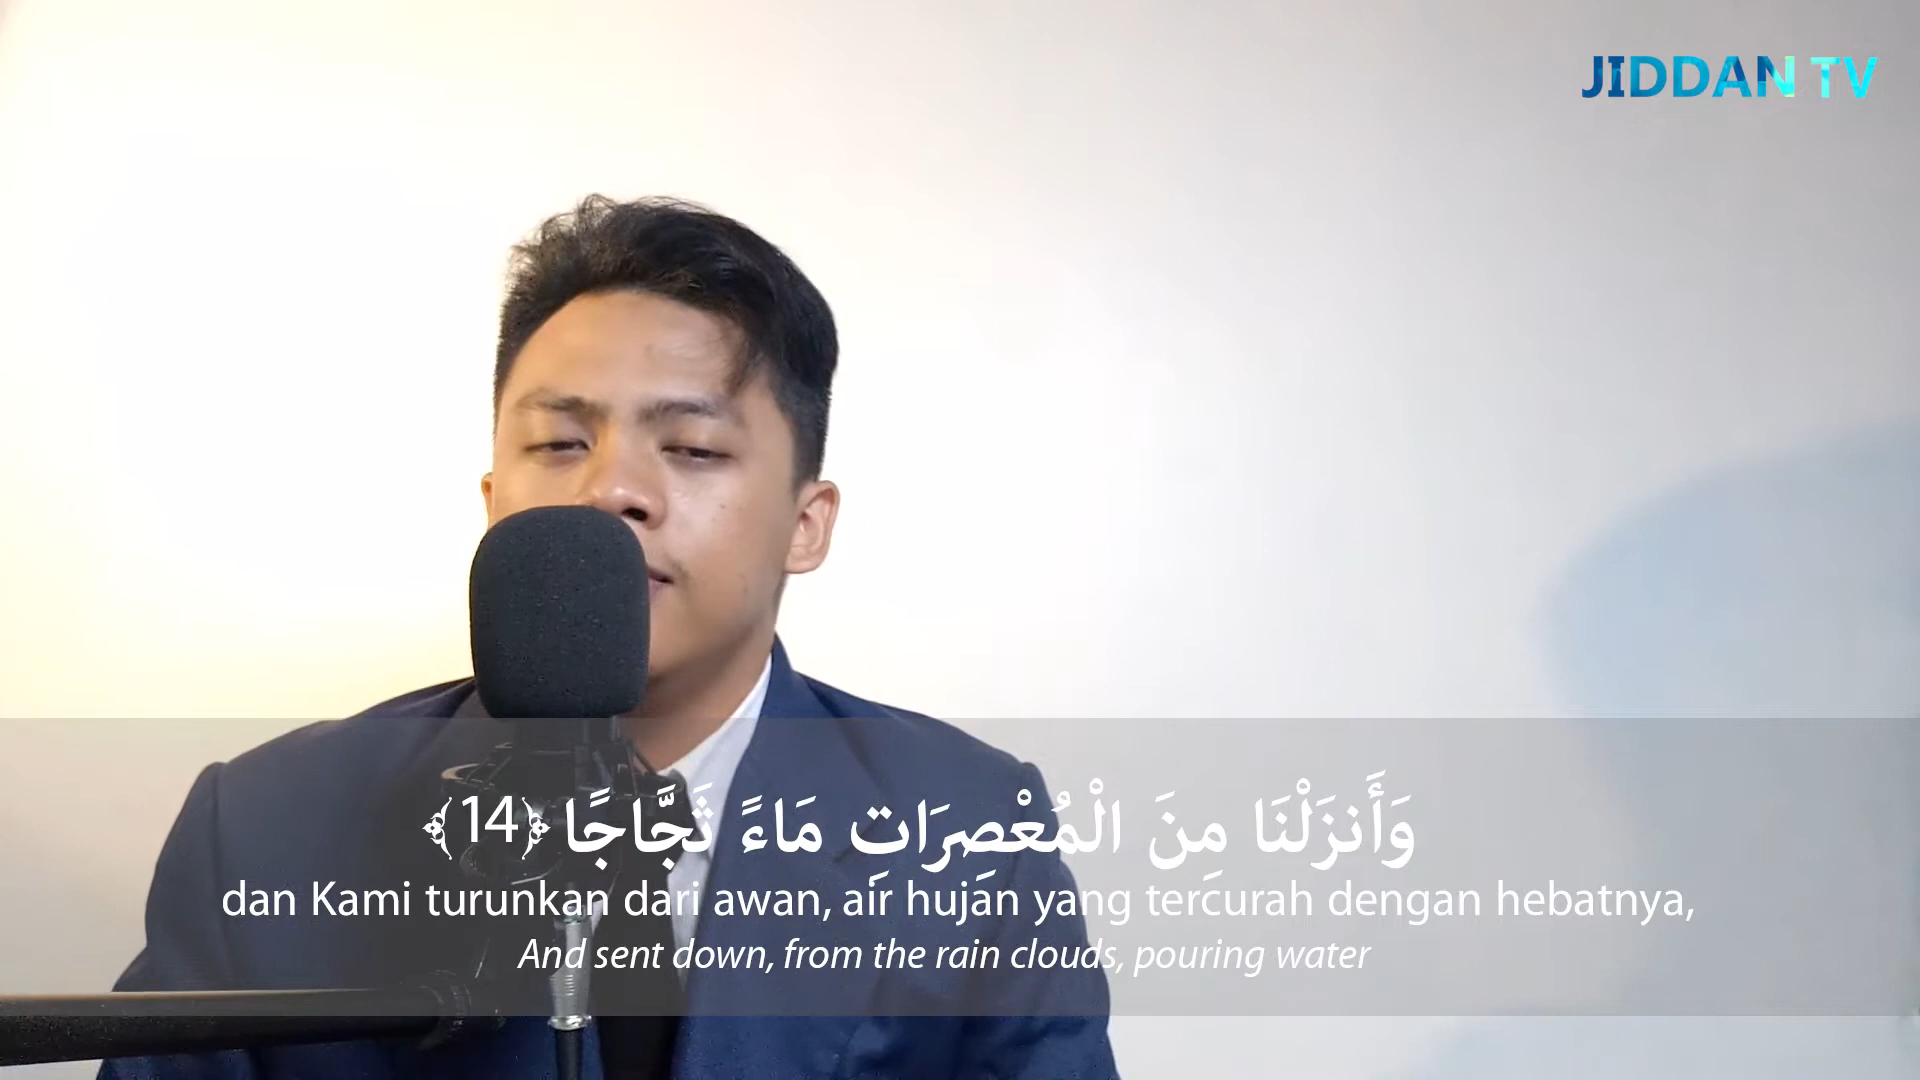 JIDDAN TV
وَأَنزَلْنَا مِنَ الْمُعْصِرَاتِ مَاءً ثَجَّاجًا ﴿14﴾
dan Kami turunkan dari awan, air hujan yang tercurah dengan hebatnya,
And sent down, from the rain clouds, pouring water